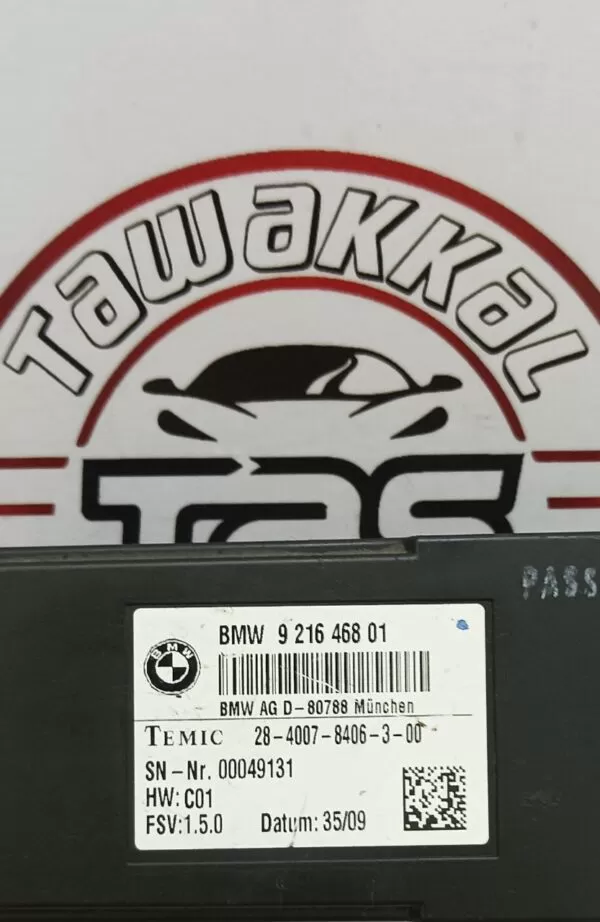 Tawakkal
TAS
PASS
BMW 9 216 468 01
BMW
BMW AG D-80788 München
TEMIC 28-4007-8406-3-00
SN-Nr. 00049131
HW: C01
FSV:1.5.0 Datum: 35/09